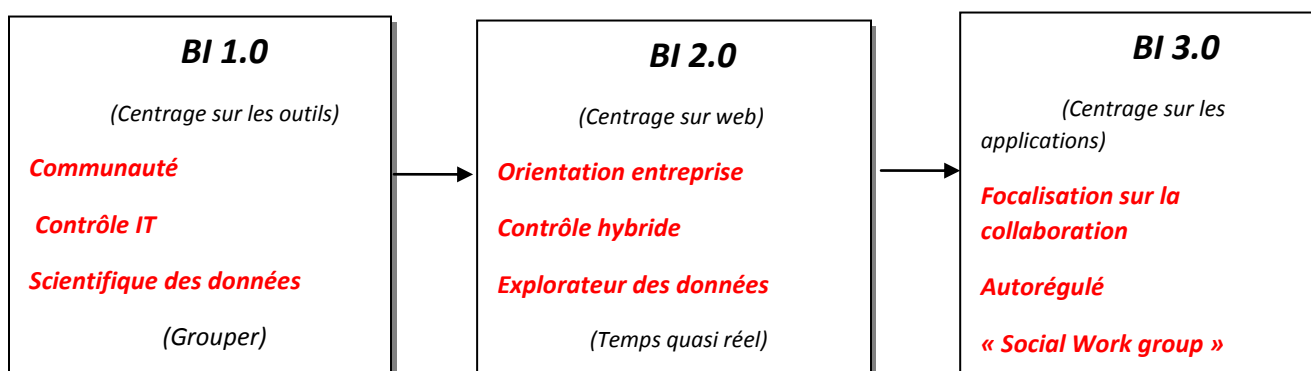 BI 1.0
(Centrage sur les outils)
Communauté
Contrôle IT
Scientifique des données
(Grouper)
BI 2.0
(Centrage sur web)
Orientation entreprise
Contrôle hybride
Explorateur des données
(Temps quasi réel)
BI 3.0
(Centrage sur les
applications)
Focalisation sur la
collaboration
Autorégulé
« Social Work group »